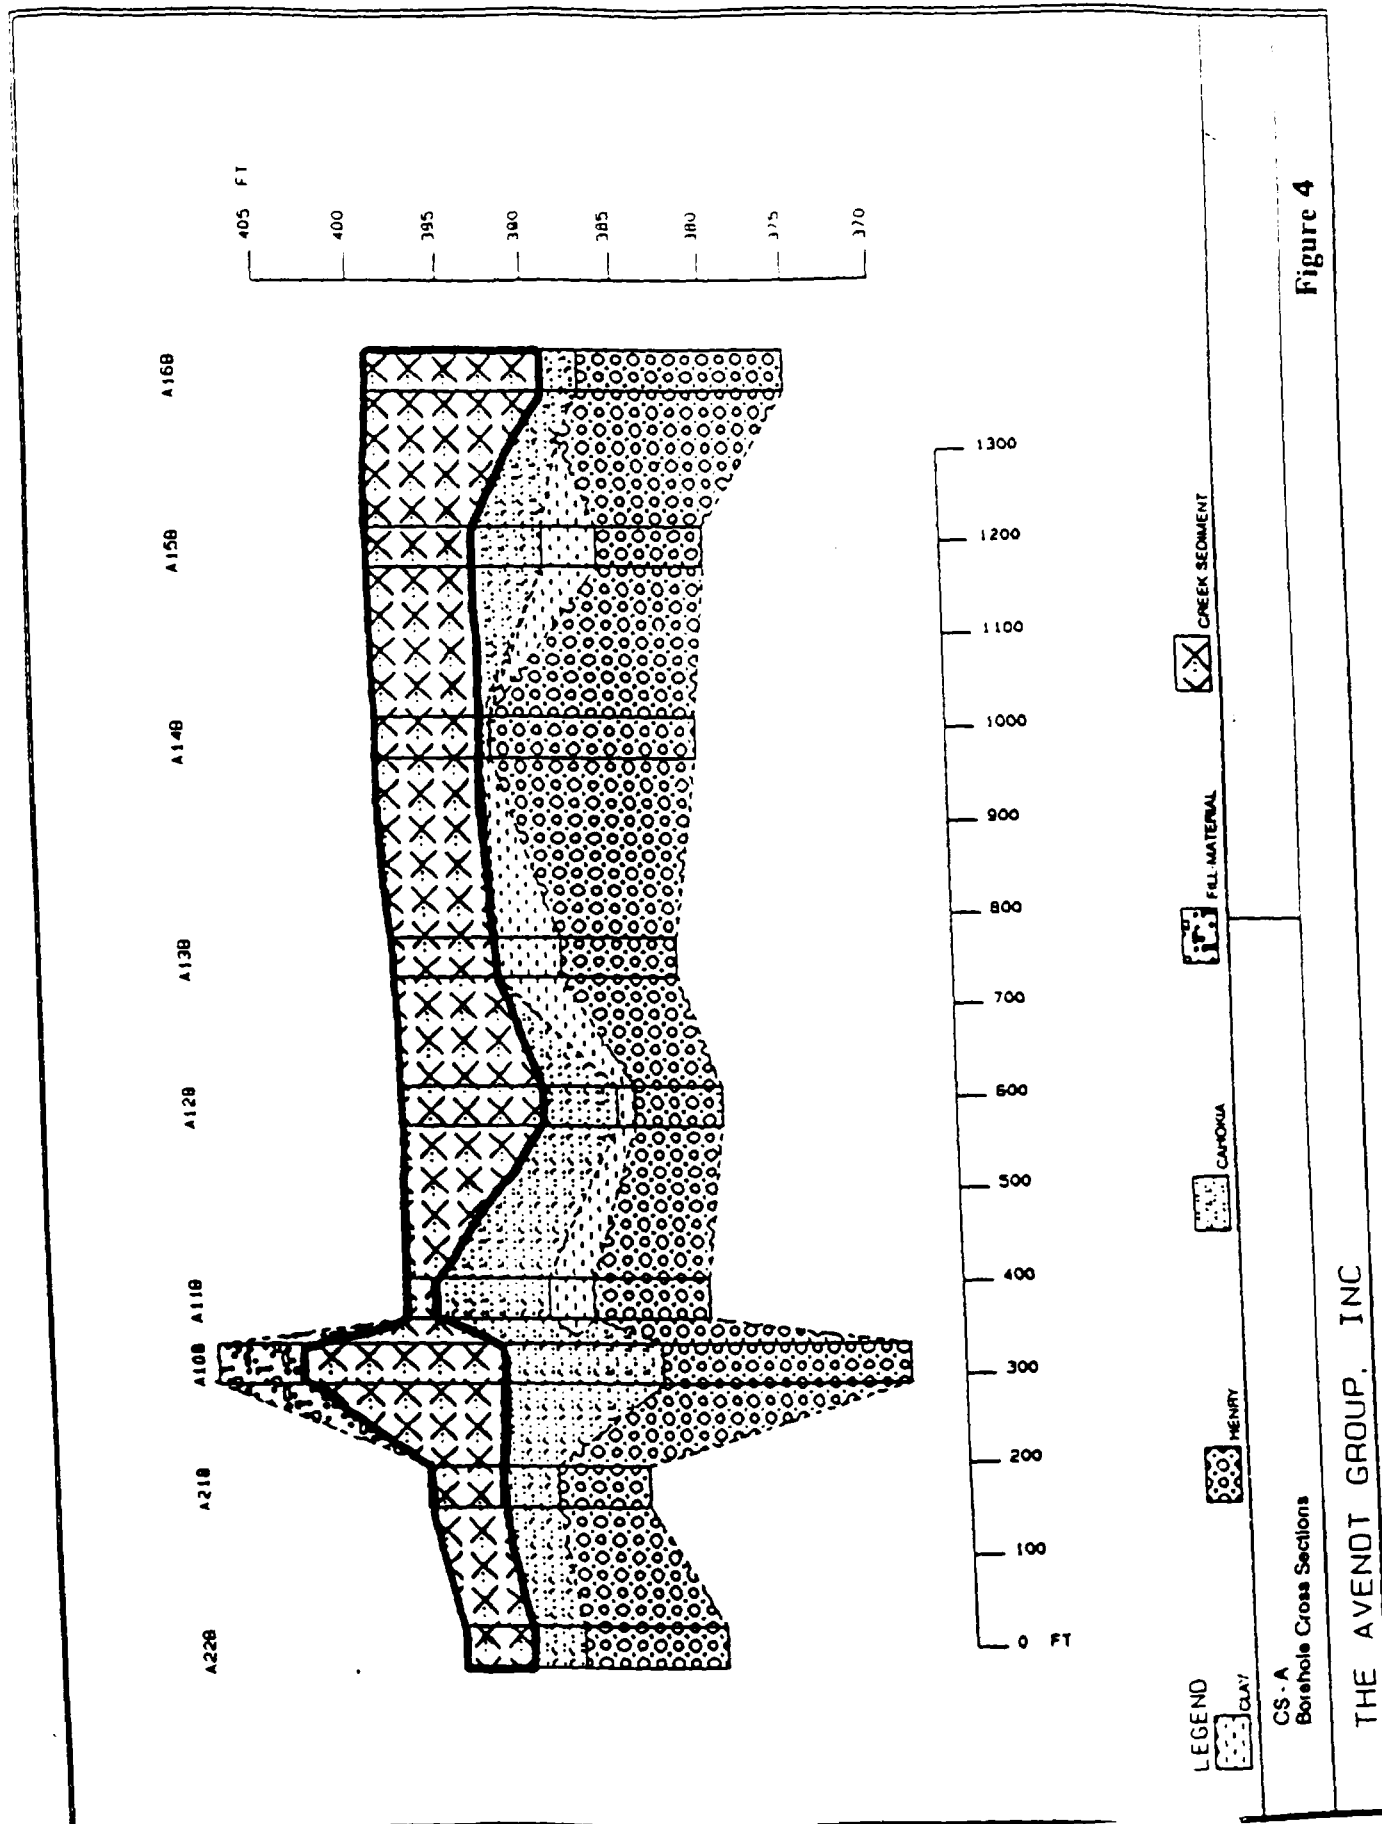 A22B
A21B
A10B
A11B
A12B
A13B
A14B
A15B
A16B
405 FT
400
395
390
385
380
375
370
0 FT
100
200
300
400
500
600
700
800
900
1000
1100
1200
1300
LEGEND
CLAY
HENRY
CAHOKIA
FILL-MATERIAL
CREEK SEDIMENT
CS - A
Borehole Cross Sections
Figure 4
THE AVENDT GROUP, INC